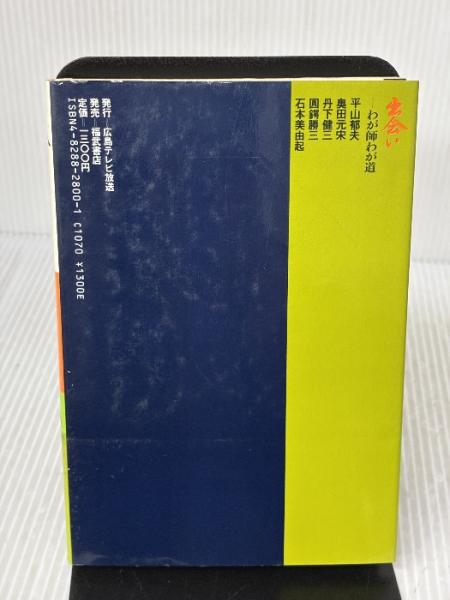 出会い
—わが師わが道
平山郁夫
奥田元宋
丹下健三
圓鍔勝三
石本美由起
発行—広島テレビ放送
発売—福武書店
定価—一三〇〇円
ISBN4-8288-2800-1 C1070 ¥1300E